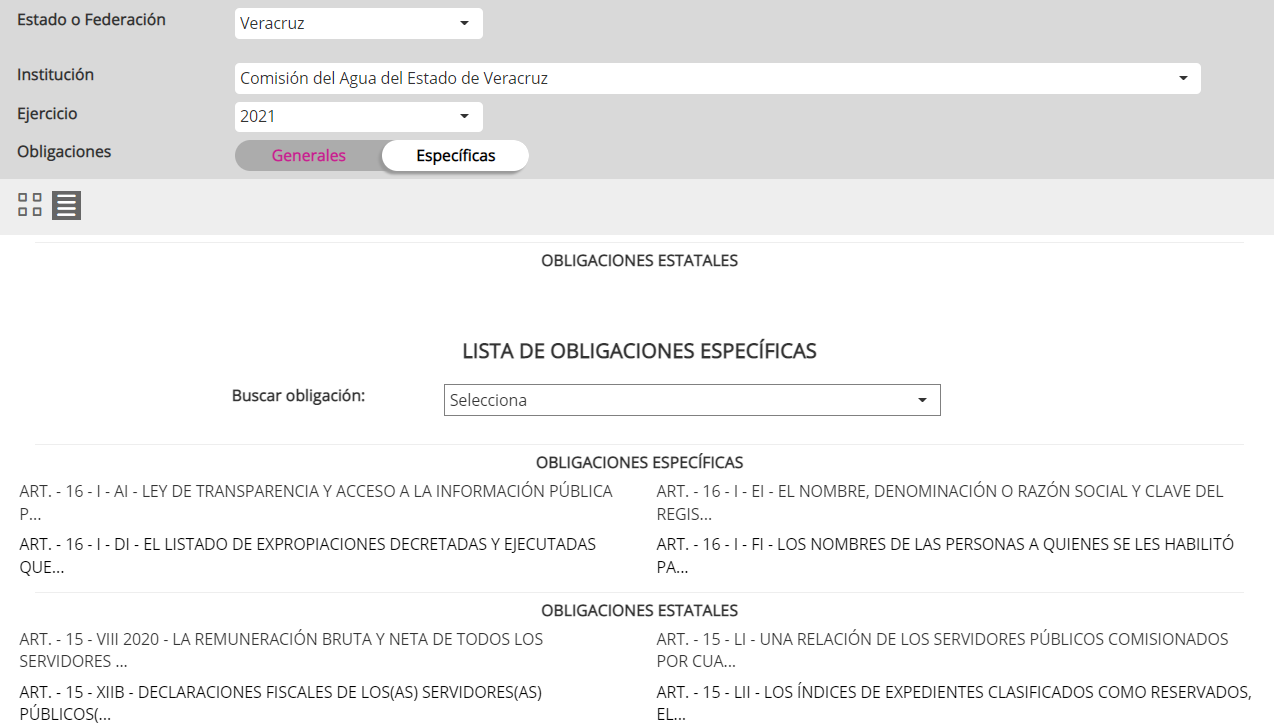 Estado o Federación
Veracruz
Institución
Comisión del Agua del Estado de Veracruz
Ejercicio
2021
Obligaciones
Generales
Específicas
OBLIGACIONES ESTATALES
LISTA DE OBLIGACIONES ESPECÍFICAS
Buscar obligación:
Selecciona
OBLIGACIONES ESPECÍFICAS
ART. - 16 - I - AI - LEY DE TRANSPARENCIA Y ACCESO A LA INFORMACIÓN PÚBLICA
P...
ART. - 16 - I - EI - EL NOMBRE, DENOMINACIÓN O RAZÓN SOCIAL Y CLAVE DEL
REGIS...
ART. - 16 - I - DI - EL LISTADO DE EXPROPIACIONES DECRETADAS Y EJECUTADAS
QUE...
ART. - 16 - I - FI - LOS NOMBRES DE LAS PERSONAS A QUIENES SE LES HABILITÓ
PA...
OBLIGACIONES ESTATALES
ART. - 15 - VIII 2020 - LA REMUNERACIÓN BRUTA Y NETA DE TODOS LOS
SERVIDORES ...
ART. - 15 - LI - UNA RELACIÓN DE LOS SERVIDORES PÚBLICOS COMISIONADOS
POR CUA...
ART. - 15 - XIIB - DECLARACIONES FISCALES DE LOS(AS) SERVIDORES(AS)
PÚBLICOS(...
ART. - 15 - LII - LOS ÍNDICES DE EXPEDIENTES CLASIFICADOS COMO RESERVADOS,
EL...